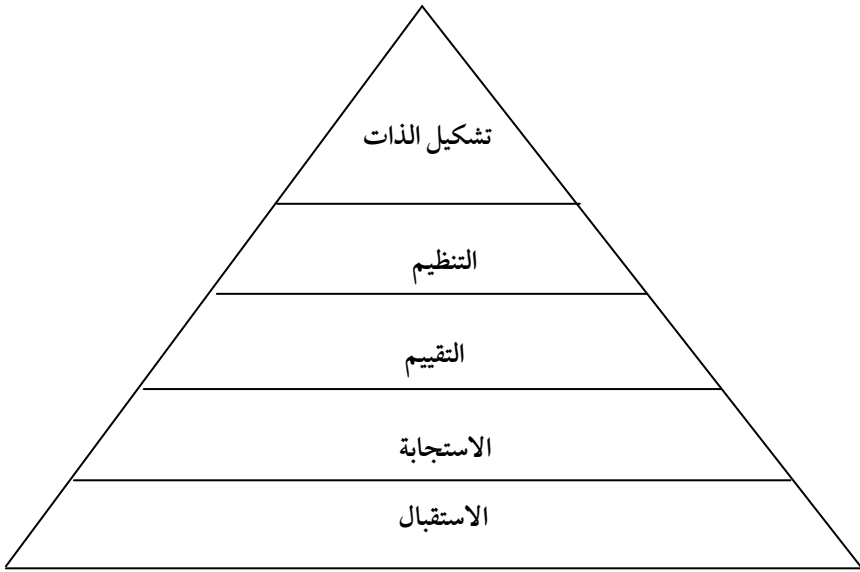 تشكيل الذات
التنظيم
التقييم
الاستجابة
الاستقبال